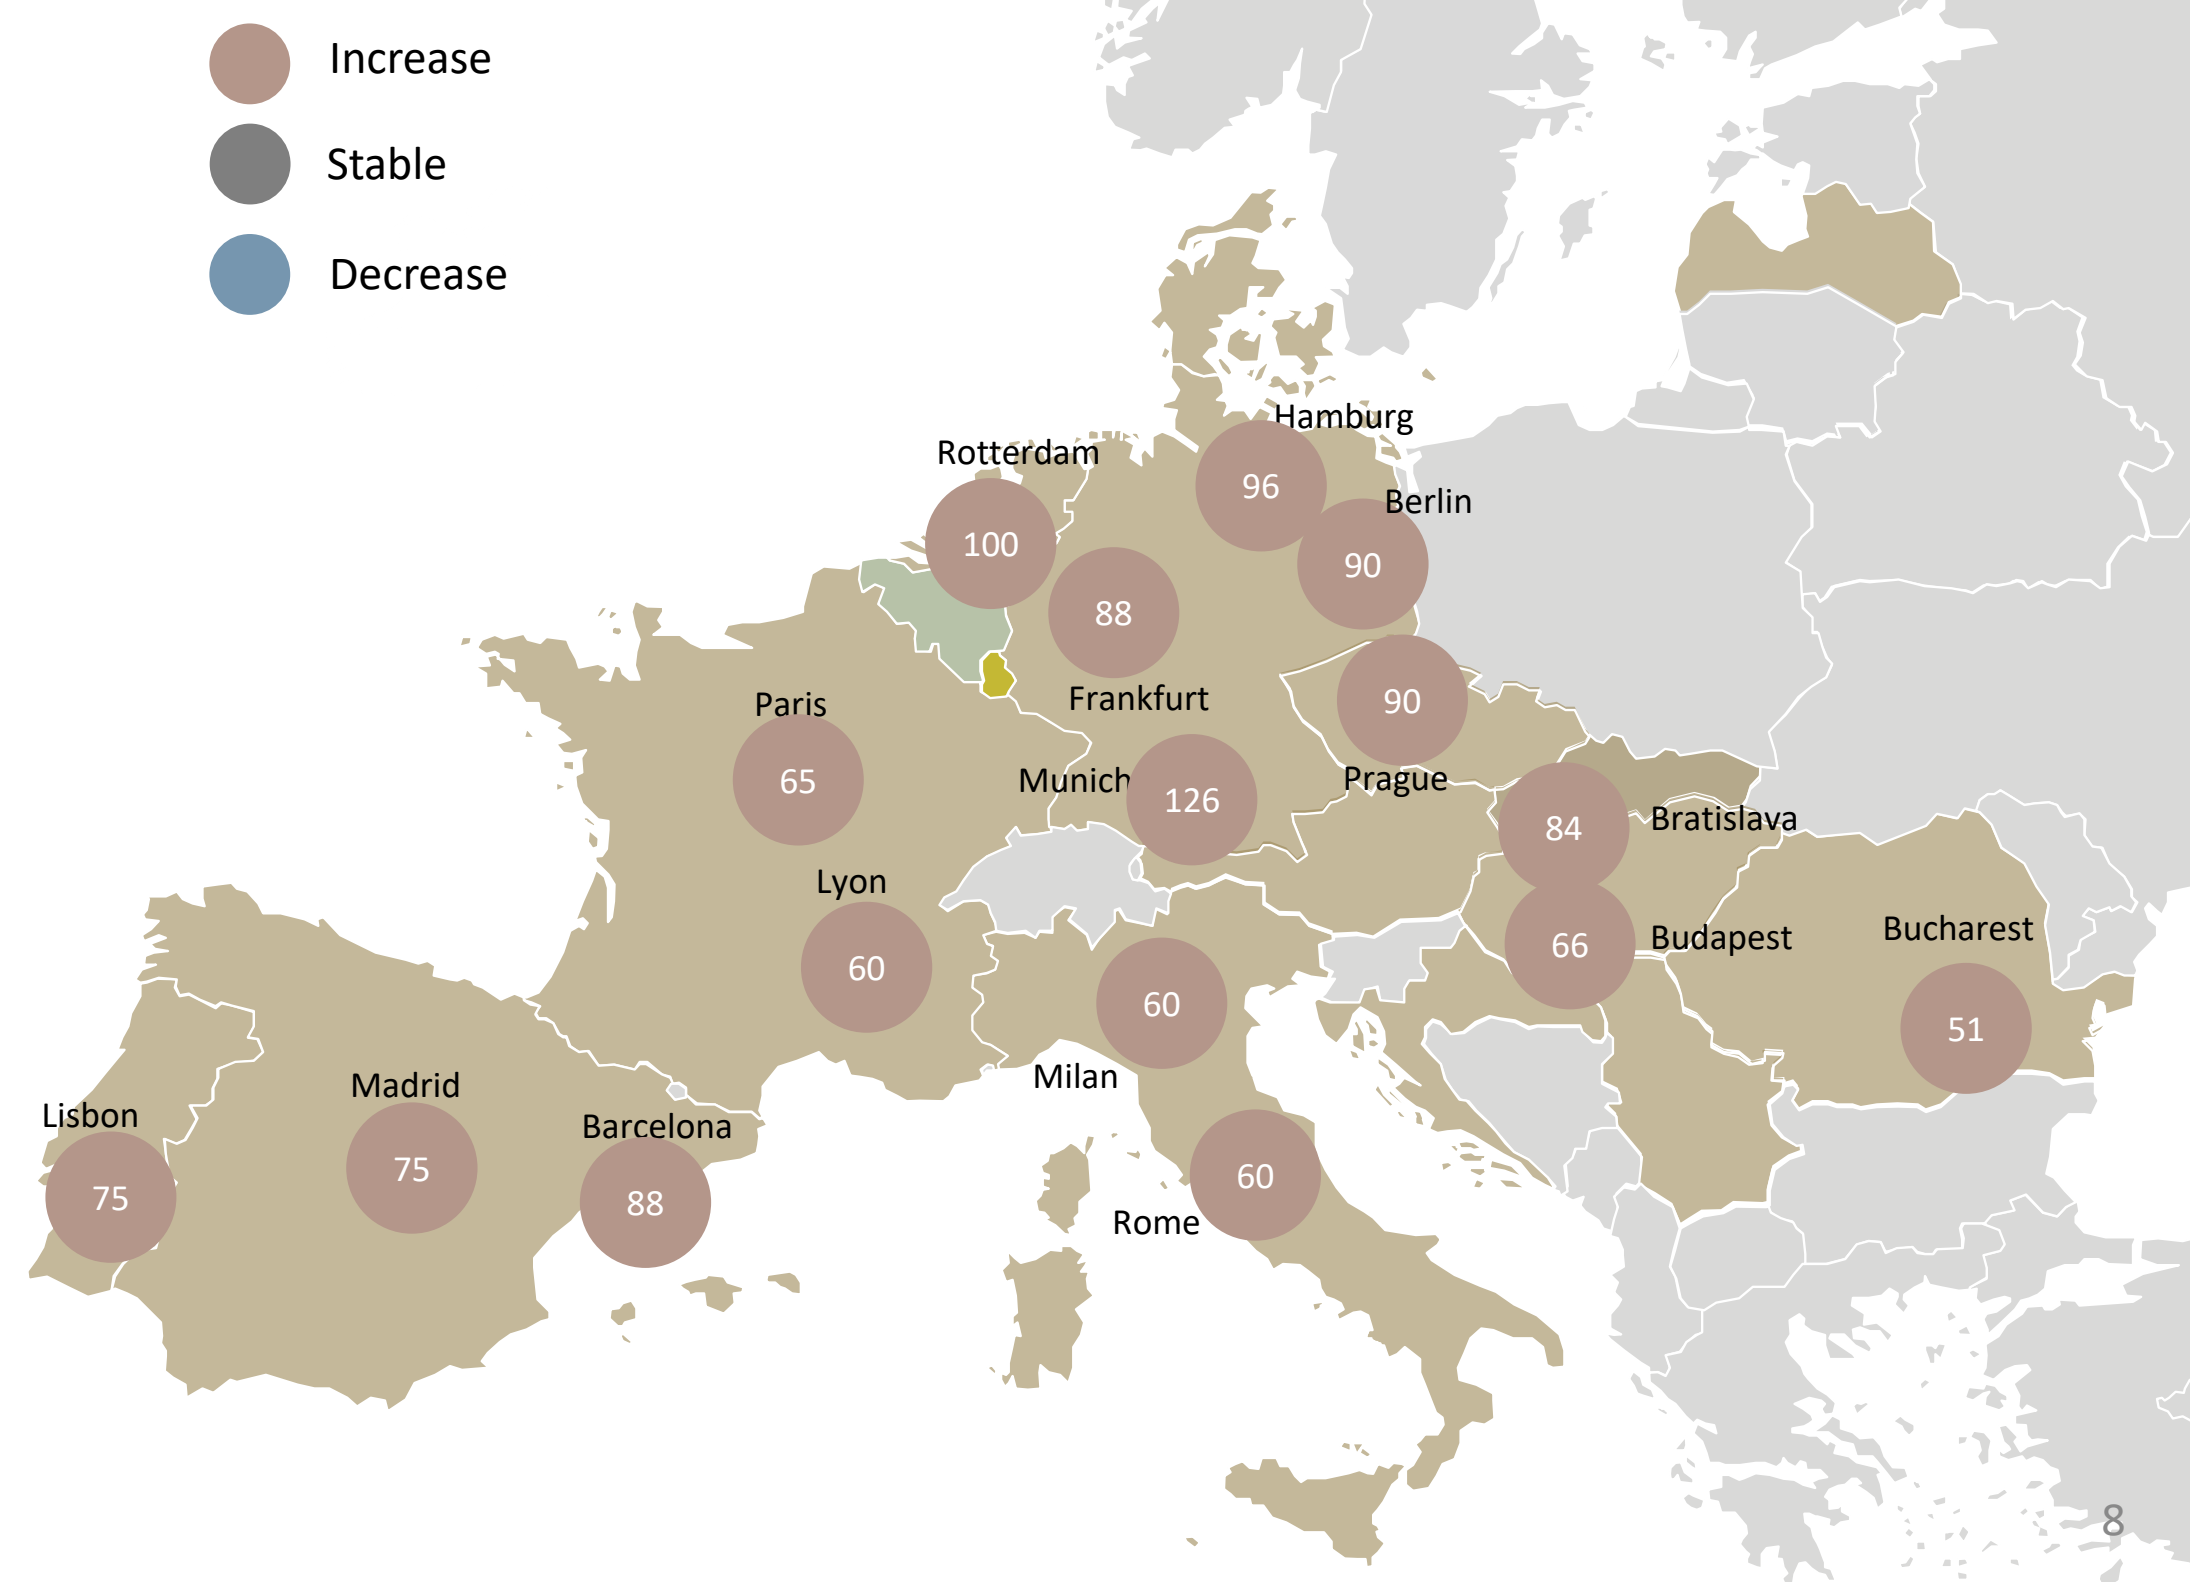 Increase
Stable
Decrease
Hamburg
96
Rotterdam
100
Berlin
90
88
Frankfurt
90
Prague
Paris
65
Munich
126
84
Bratislava
Lyon
60
66
Budapest
Bucharest
51
60
Milan
Madrid
75
Lisbon
75
Barcelona
88
60
Rome
8